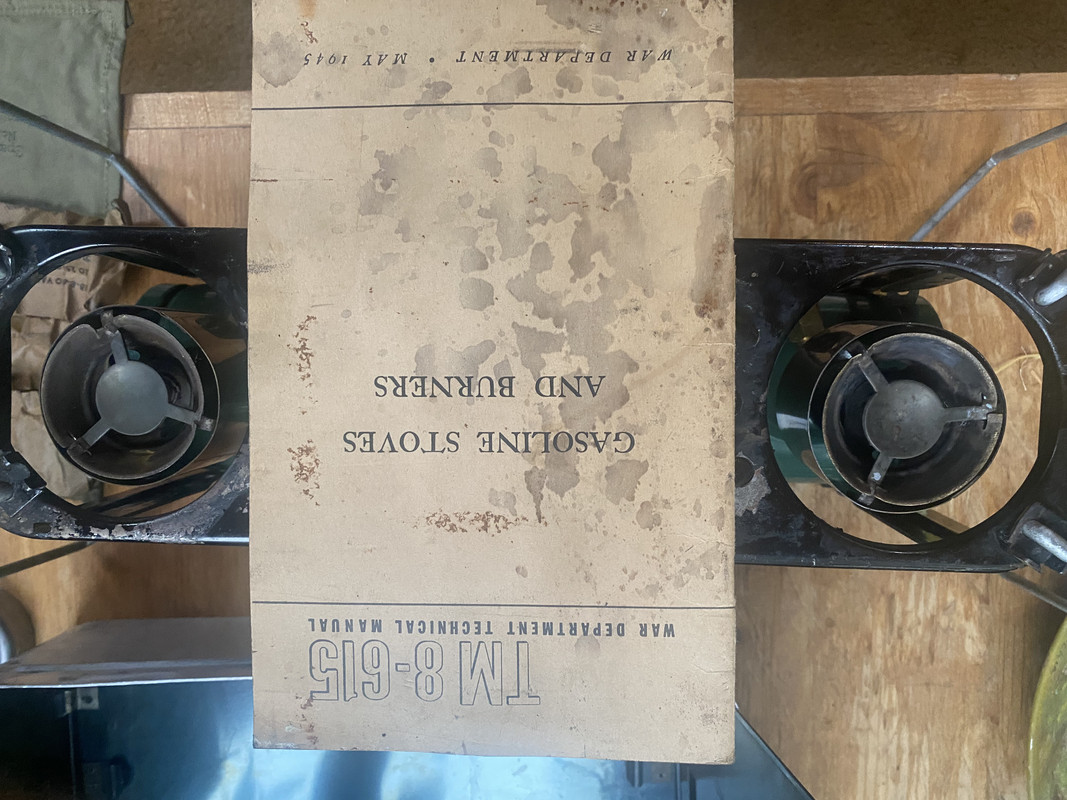 TM 8-615
WAR DEPARTMENT TECHNICAL MANUAL
GASOLINE STOVES
AND BURNERS
WAR DEPARTMENT • MAY 1945